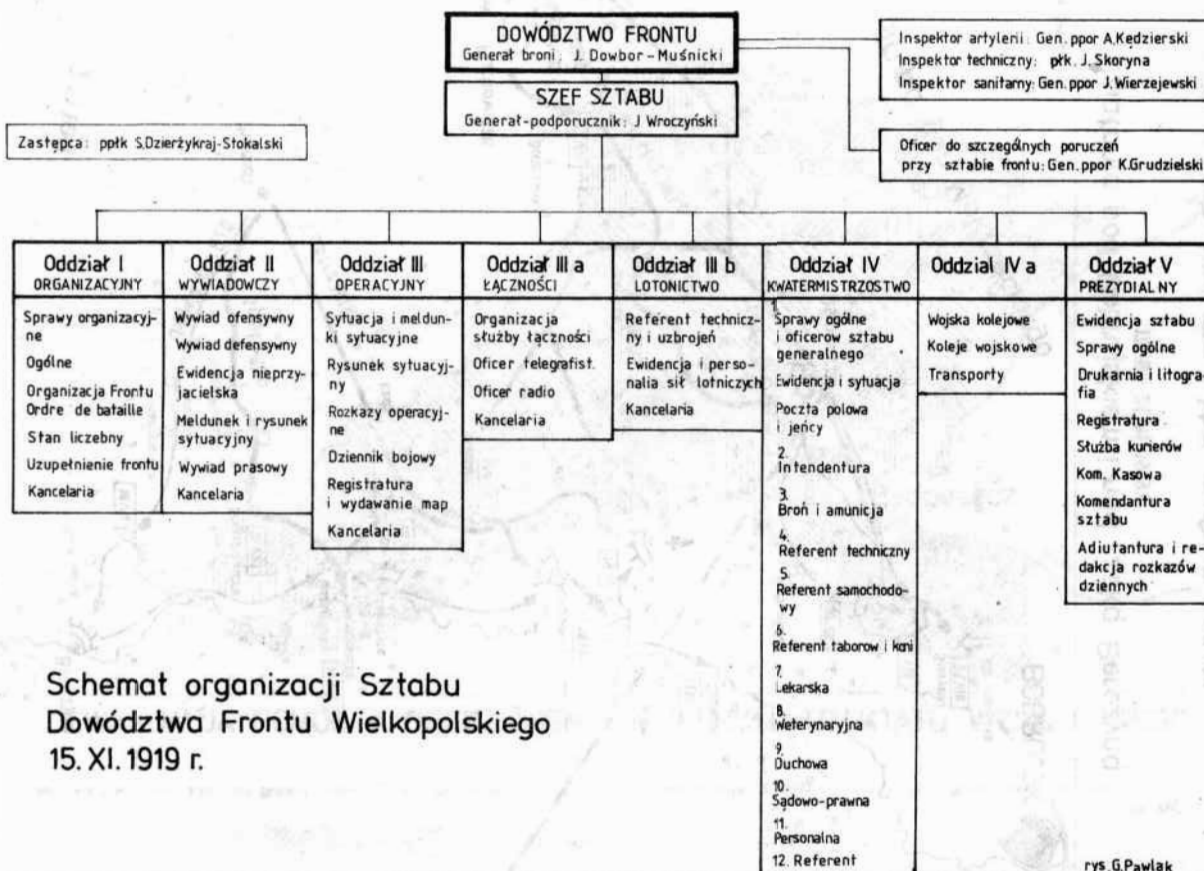 DOWÓDZTWO FRONTU
Generał broni: J. Dowbor-Muśnicki
SZEF SZTABU
Generał-podporucznik: J Wroczyński
Inspektor artylerii: Gen. ppor A.Kędzierski
Inspektor techniczny: płk. J. Skoryna
Inspektor sanitarny: Gen. ppor J. Wierzejewski
Oficer do szczególnych poruczeń
przy sztabie frontu: Gen. ppor K.Grudzielski
Zastępca: ppłk S.Dzierżykraj-Stokalski
Oddział I
ORGANIZACYJNY
Sprawy organizacyj-
ne
Ogólne
Organizacja Frontu
Ordre de bataille
Stan liczebny
Uzupełnienie frontu
Kancelaria
Oddział II
WYWIADOWCZY
Wywiad ofensywny
Wywiad defensywny
Ewidencja nieprzy-
jacielska
Meldunek i rysunek
sytuacyjny
Wywiad prasowy
Kancelaria
Oddział III
OPERACYJNY
Sytuacja i meldun-
ki sytuacyjne
Rysunek sytuacyj-
ny
Rozkazy operacyj-
ne
Dziennik bojowy
Registratura
i wydawanie map
Kancelaria
Oddział III a
ŁĄCZNOŚCI
Organizacja
służby łączności
Oficer telegrafist.
Oficer radio
Kancelaria
Oddział III b
LOTONICTWO
Referent technicz-
ny i uzbrojeń
Ewidencja i perso-
nalia sił lotniczych
Kancelaria
Oddział IV
KWATERMISTRZOSTWO
1.
Sprawy ogólne
i oficerow sztabu
generalnego
Ewidencja i sytuacja
Poczta polowa
i jeńcy
2.
Intendentura
3.
Broń i amunicja
4.
Referent techniczny
5.
Referent samochodo-
wy
6.
Referent taborow i koni
7.
Lekarska
8.
Weterynaryjna
9.
Duchowa
10.
Sądowo-prawna
11.
Personalna
12. Referent
Oddzial IV a
Wojska kolejowe
Koleje wojskowe
Transporty
Oddział V
PREZYDIALNY
Ewidencja sztabu
Sprawy ogólne
Drukarnia i litogra-
fia
Registratura
Służba kurierów
Kom. Kasowa
Komendantura
sztabu
Adiutantura i re-
dakcja rozkazów
dziennych
Schemat organizacji Sztabu
Dowództwa Frontu Wielkopolskiego
15. XI. 1919 r.
rys. G.Pawlak